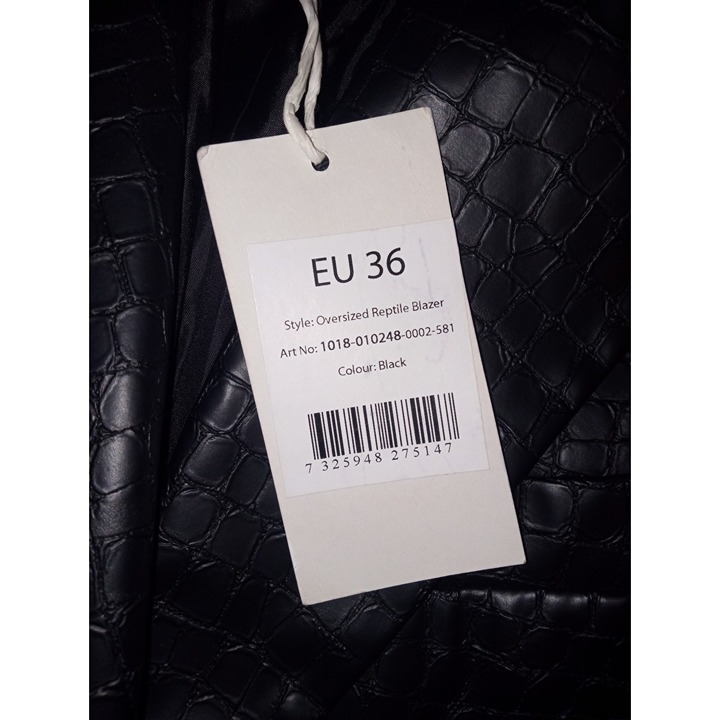 EU 36
Style: Oversized Reptile Blazer
Art No: 1018-010248-0002-581
Colour: Black
7 325948 275147